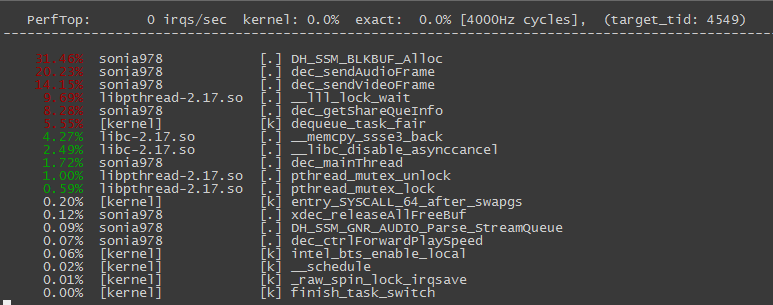 PerfTop:       0 irqs/sec  kernel: 0.0%  exact:  0.0% [4000Hz cycles],  (target_tid: 4549)
31.46%  sonia978            [.] DH_SSM_BLKBUF_Alloc
20.23%  sonia978            [.] dec_sendAudioFrame
14.15%  sonia978            [.] dec_sendVideoFrame
9.69%  libpthread-2.17.so  [.] __lll_lock_wait
8.28%  sonia978            [.] dec_getShareQueInfo
5.55%  [kernel]            [k] dequeue_task_fair
4.27%  libc-2.17.so        [.] __memcpy_ssse3_back
2.49%  libc-2.17.so        [.] __libc_disable_asynccancel
1.72%  sonia978            [.] dec_mainThread
1.00%  libpthread-2.17.so  [.] pthread_mutex_unlock
0.59%  libpthread-2.17.so  [.] pthread_mutex_lock
0.20%  [kernel]            [k] entry_SYSCALL_64_after_swapgs
0.12%  sonia978            [.] xdec_releaseAllFreeBuf
0.09%  sonia978            [.] DH_SSM_GNR_AUDIO_Parse_StreamQueue
0.07%  sonia978            [.] dec_ctrlForwardPlaySpeed
0.06%  [kernel]            [k] intel_bts_enable_local
0.02%  [kernel]            [k] __schedule
0.01%  [kernel]            [k] _raw_spin_lock_irqsave
0.00%  [kernel]            [k] finish_task_switch